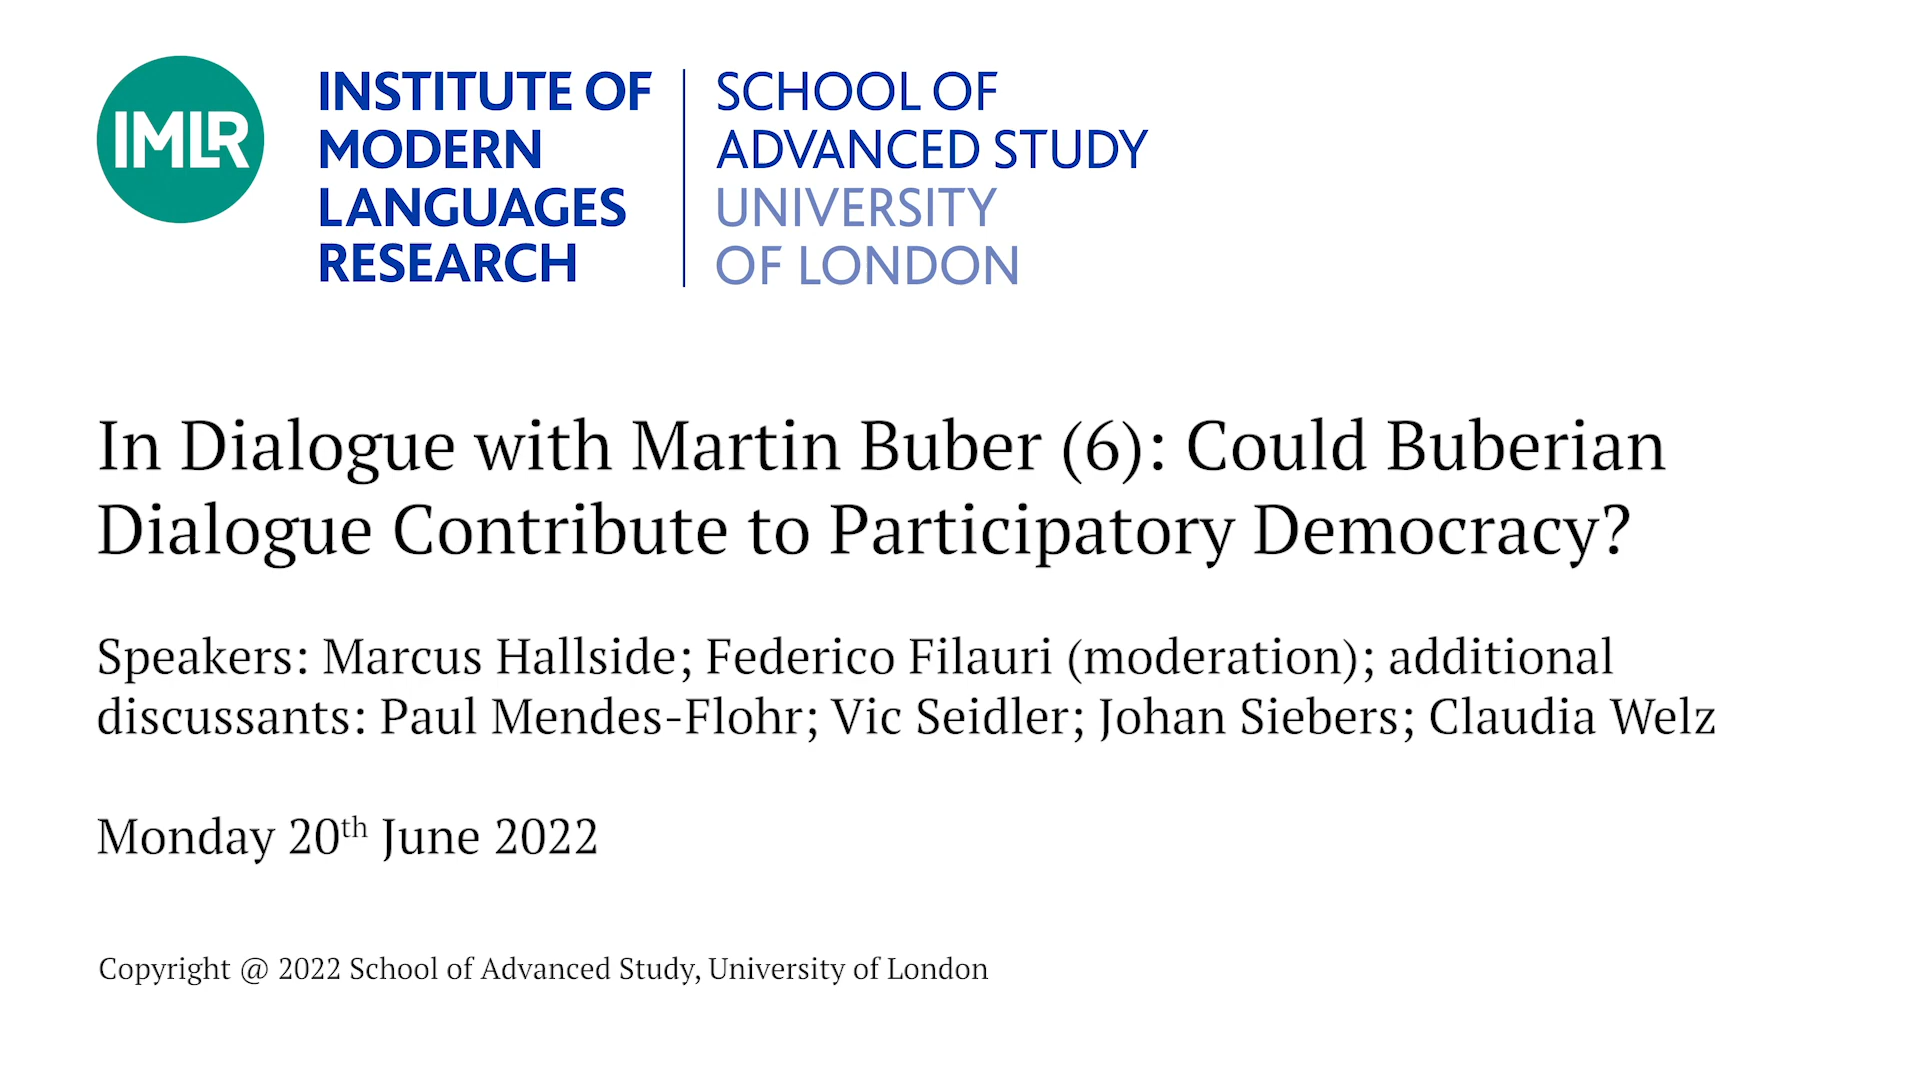 IMLR
INSTITUTE OF
MODERN
LANGUAGES
RESEARCH
SCHOOL OF
ADVANCED STUDY
UNIVERSITY
OF LONDON
In Dialogue with Martin Buber (6): Could Buberian
Dialogue Contribute to Participatory Democracy?
Speakers: Marcus Hallside; Federico Filauri (moderation); additional
discussants: Paul Mendes-Flohr; Vic Seidler; Johan Siebers; Claudia Welz
Monday 20th June 2022
Copyright @ 2022 School of Advanced Study, University of London